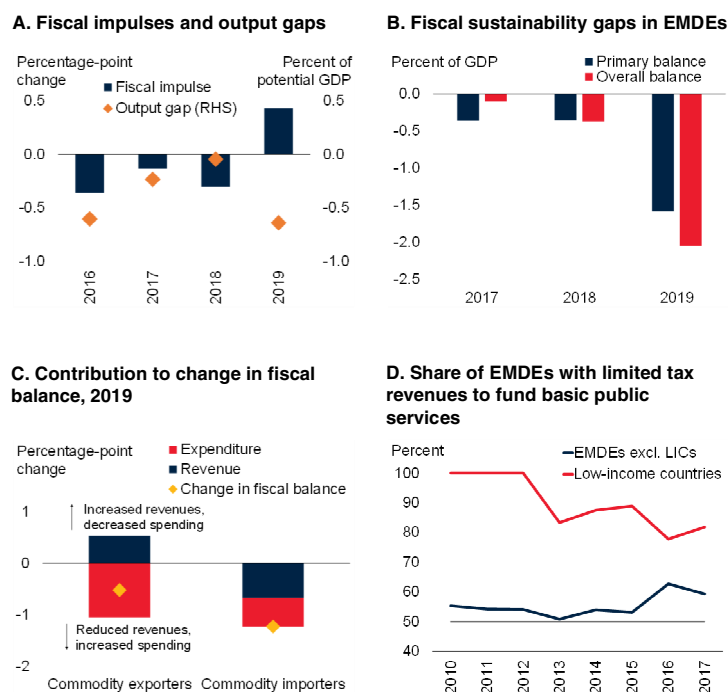 A. Fiscal impulses and output gaps
Percentage-point
change
Percent of
potential GDP
Fiscal impulse
Output gap (RHS)
0.5
0.0
-0.5
-1.0
0.5
0.0
-0.5
-1.0
2016
2017
2018
2019
B. Fiscal sustainability gaps in EMDEs
Percent of GDP
Primary balance
Overall balance
0.0
-0.5
-1.0
-1.5
-2.0
-2.5
2017
2018
2019
C. Contribution to change in fiscal
balance, 2019
Percentage-point
change
Expenditure
Revenue
Change in fiscal balance
1
0
-1
-2
Increased revenues,
decreased spending
Reduced revenues,
increased spending
Commodity exporters
Commodity importers
D. Share of EMDEs with limited tax
revenues to fund basic public
services
Percent
EMDEs excl. LICs
Low-income countries
100
90
80
70
60
50
40
2010
2011
2012
2013
2014
2015
2016
2017